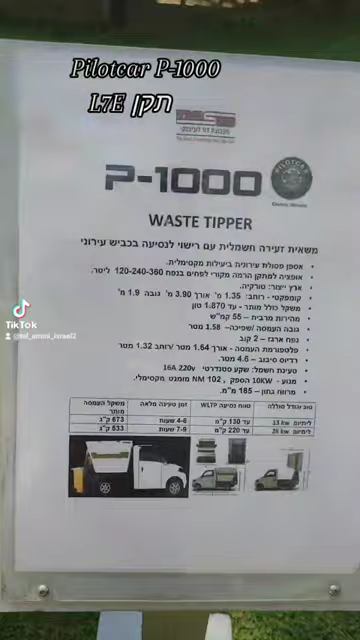 Pilotcar P-1000
תקן L7E
P-1000
PILOTCAR
WASTE TIPPER
משאית זעירה חשמלית עם רישוי לנסיעה בכביש עירוני
אספן פסולת עירונית ביעילות מקסימלית.
אופציה למתקן הרמה מקורי לפחים בנפח 120-240-360 ליטר.
ארץ ייצור: טורקיה.
קומפקטי - רוחב: 1.35 מ' אורך 3.90 מ' גובה 1.9 מ'
משקל כולל מותר - עד 1.870 טון
מהירות מרבית – 55 קמ"ש
גובה העמסה /שפיכה- 1.58 מטר
נפח ארגז - 2 קוב
פלטפורמת העמסה - אורך 1.64 מטר /רוחב 1.32 מטר
רדיוס סיבוב - 4.6 מטר.
טעינת חשמל: שקע סטנדרטי 16A 220v
מנוע - 10KW הספק , 102 NM מומנט מקסימלי.
מרווח גחון – 185 מ"מ.
סוג וגודל סוללה טווח נסיעה WLTP זמן טעינה מלאה משקל העמסה מותר
ליתיום 13 kw עד 130 ק"מ 4-6 שעות 673 ק"ג
ליתיום 26 kw עד 220 ק"מ 7-9 שעות 533 ק"ג
TikTok